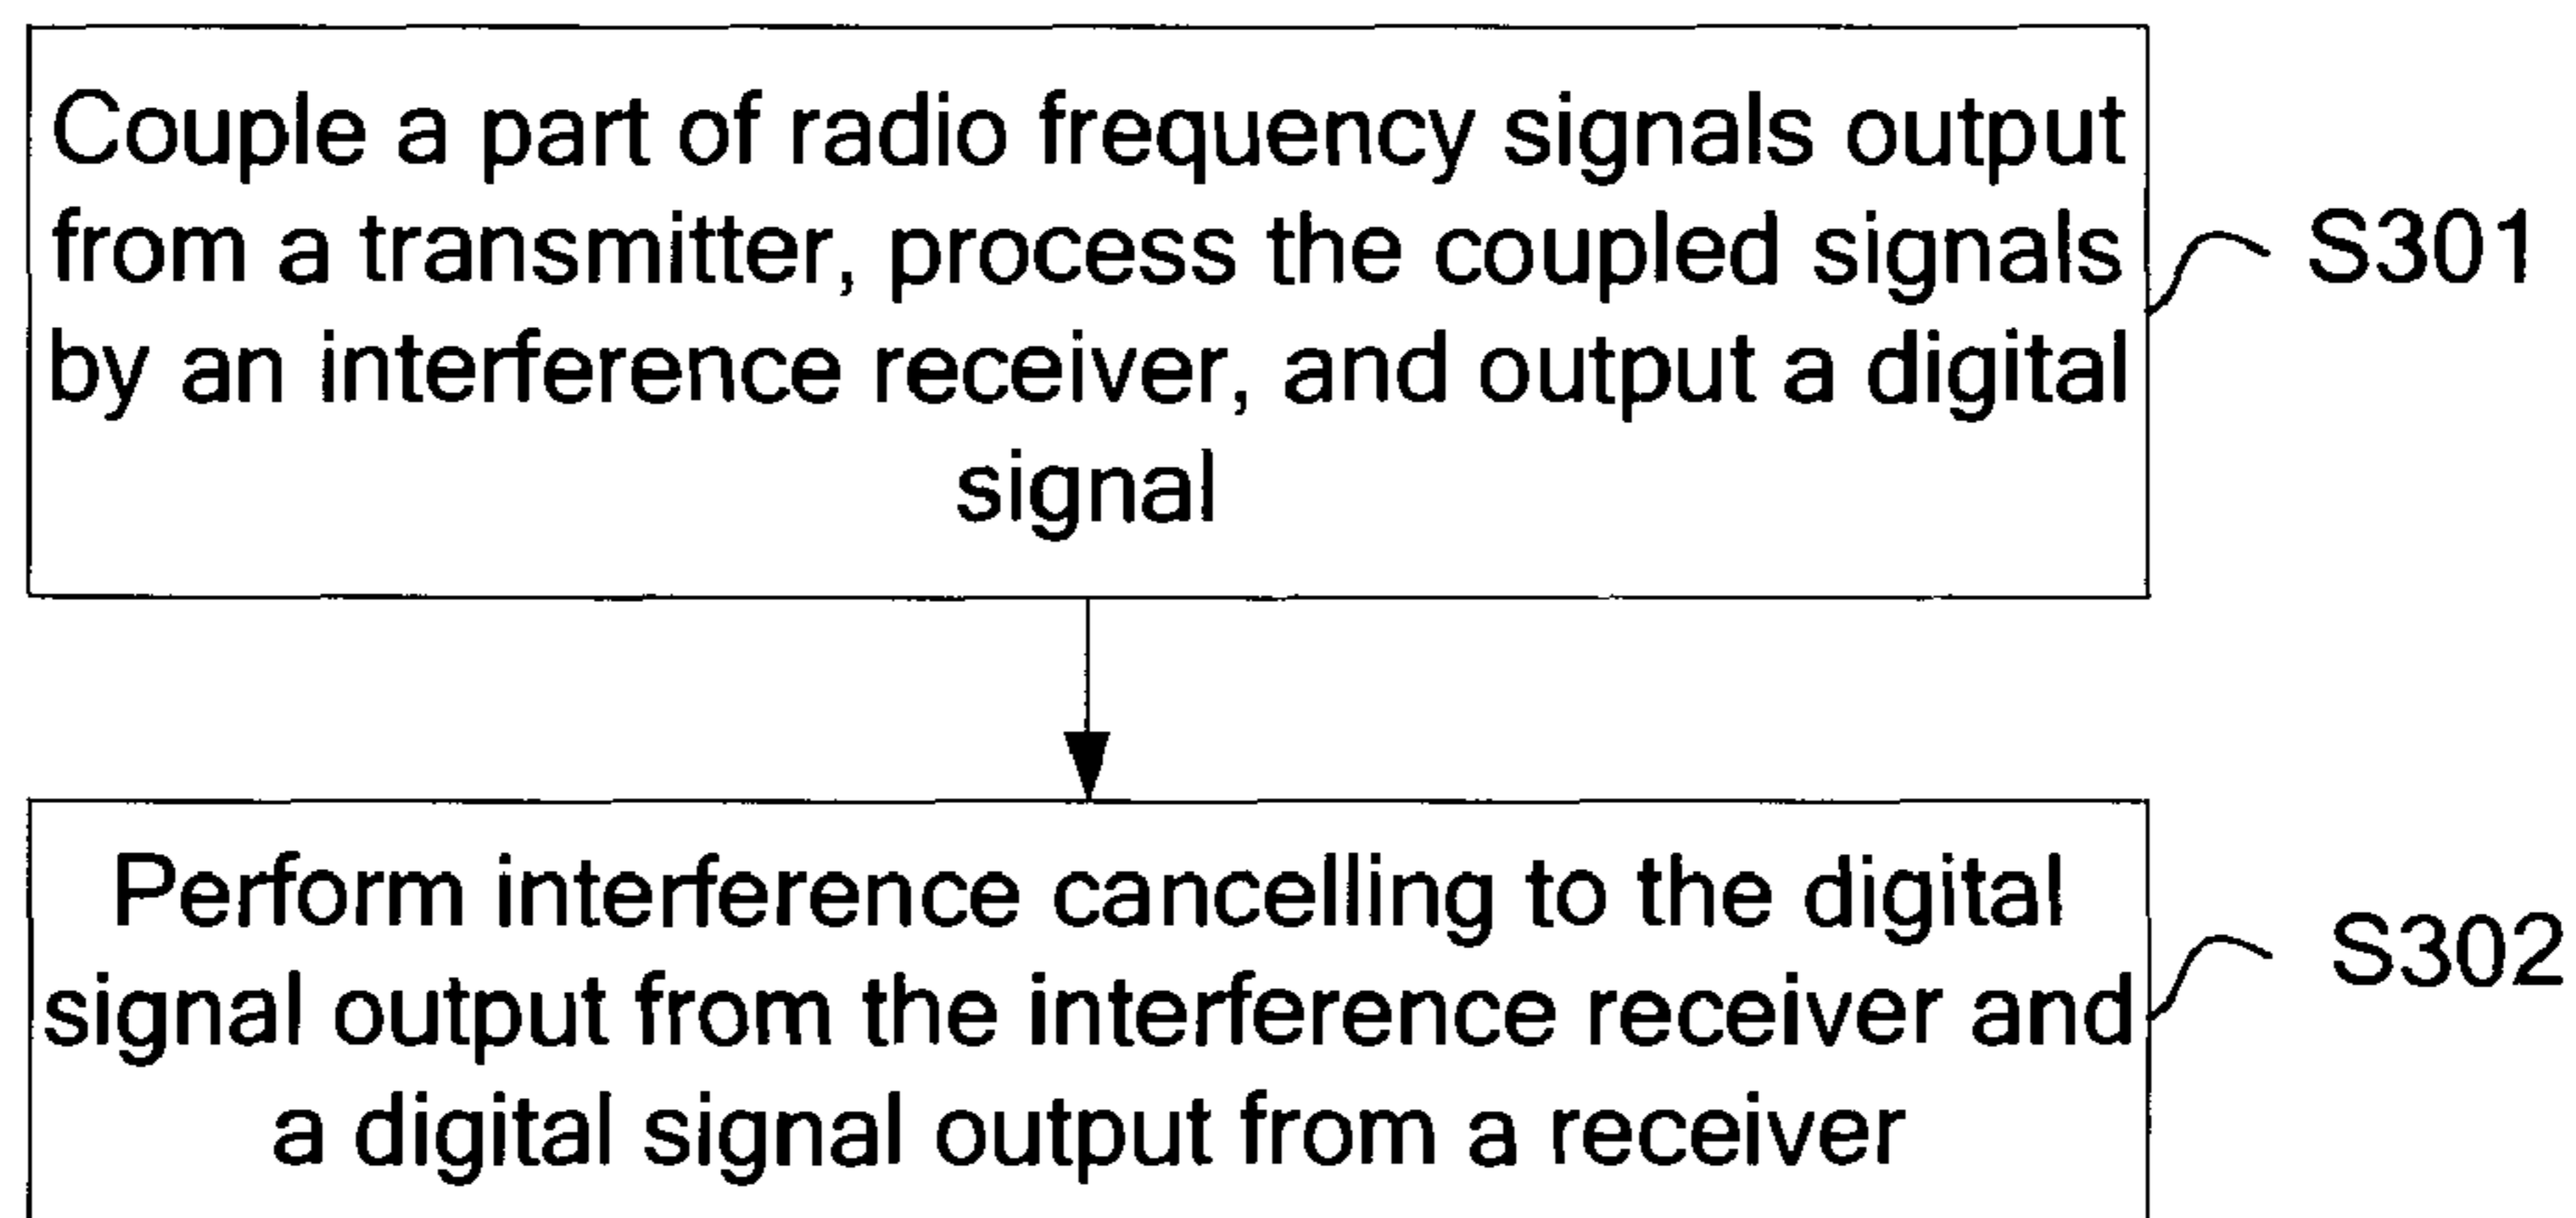 Couple a part of radio frequency signals output
from a transmitter, process the coupled signals
by an interference receiver, and output a digital
signal
S301
Perform interference cancelling to the digital
signal output from the interference receiver and
a digital signal output from a receiver
S302